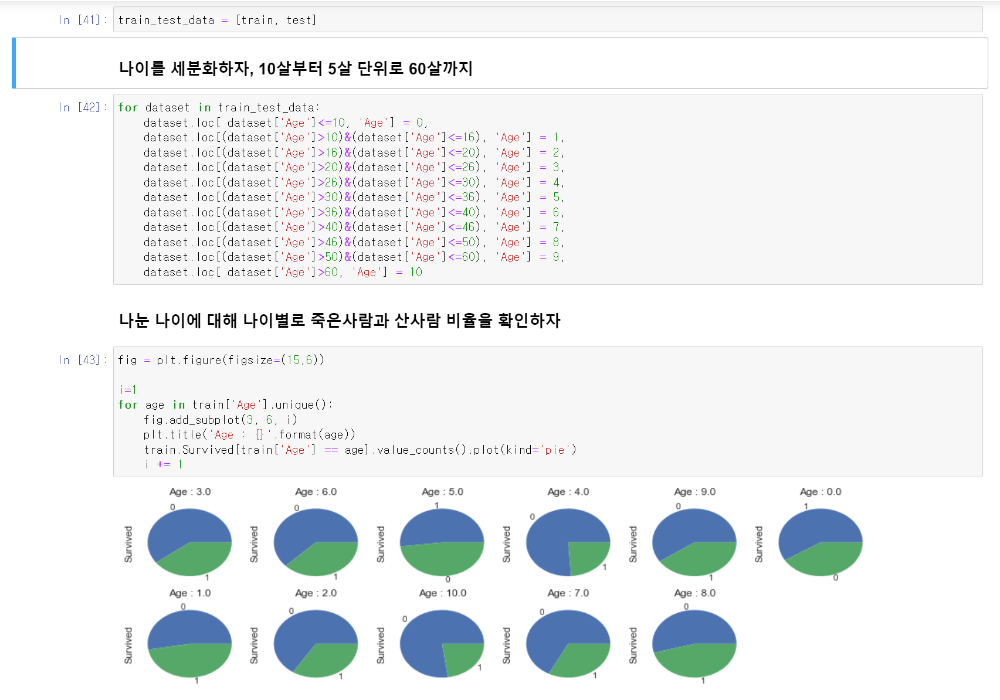 In [41]: train_test_data = [train, test]
나이를 세분화하자, 10살부터 5살 단위로 60살까지
In [42]: for dataset in train_test_data:
    dataset.loc[ dataset['Age']<=10, 'Age'] = 0,
    dataset.loc[(dataset['Age']>10)&(dataset['Age']<=16), 'Age'] = 1,
    dataset.loc[(dataset['Age']>16)&(dataset['Age']<=20), 'Age'] = 2,
    dataset.loc[(dataset['Age']>20)&(dataset['Age']<=26), 'Age'] = 3,
    dataset.loc[(dataset['Age']>26)&(dataset['Age']<=30), 'Age'] = 4,
    dataset.loc[(dataset['Age']>30)&(dataset['Age']<=36), 'Age'] = 5,
    dataset.loc[(dataset['Age']>36)&(dataset['Age']<=40), 'Age'] = 6,
    dataset.loc[(dataset['Age']>40)&(dataset['Age']<=46), 'Age'] = 7,
    dataset.loc[(dataset['Age']>46)&(dataset['Age']<=50), 'Age'] = 8,
    dataset.loc[(dataset['Age']>50)&(dataset['Age']<=60), 'Age'] = 9,
    dataset.loc[ dataset['Age']>60, 'Age'] = 10
나눈 나이에 대해 나이별로 죽은사람과 산사람 비율을 확인하자
In [43]: fig = plt.figure(figsize=(15,6))
i=1
for age in train['Age'].unique():
    fig.add_subplot(3, 6, i)
    plt.title('Age : {}'.format(age))
    train.Survived[train['Age'] == age].value_counts().plot(kind='pie')
    i += 1
Age : 3.0 Age : 6.0 Age : 5.0 Age : 4.0 Age : 9.0 Age : 0.0
0 0 1 0 0 1
Survived Survived Survived Survived Survived Survived
1 1 0 1 1 0
Age : 1.0 Age : 2.0 Age : 10.0 Age : 7.0 Age : 8.0
0 0 0 0 0
Survived Survived Survived Survived Survived
1 1 1 1 1